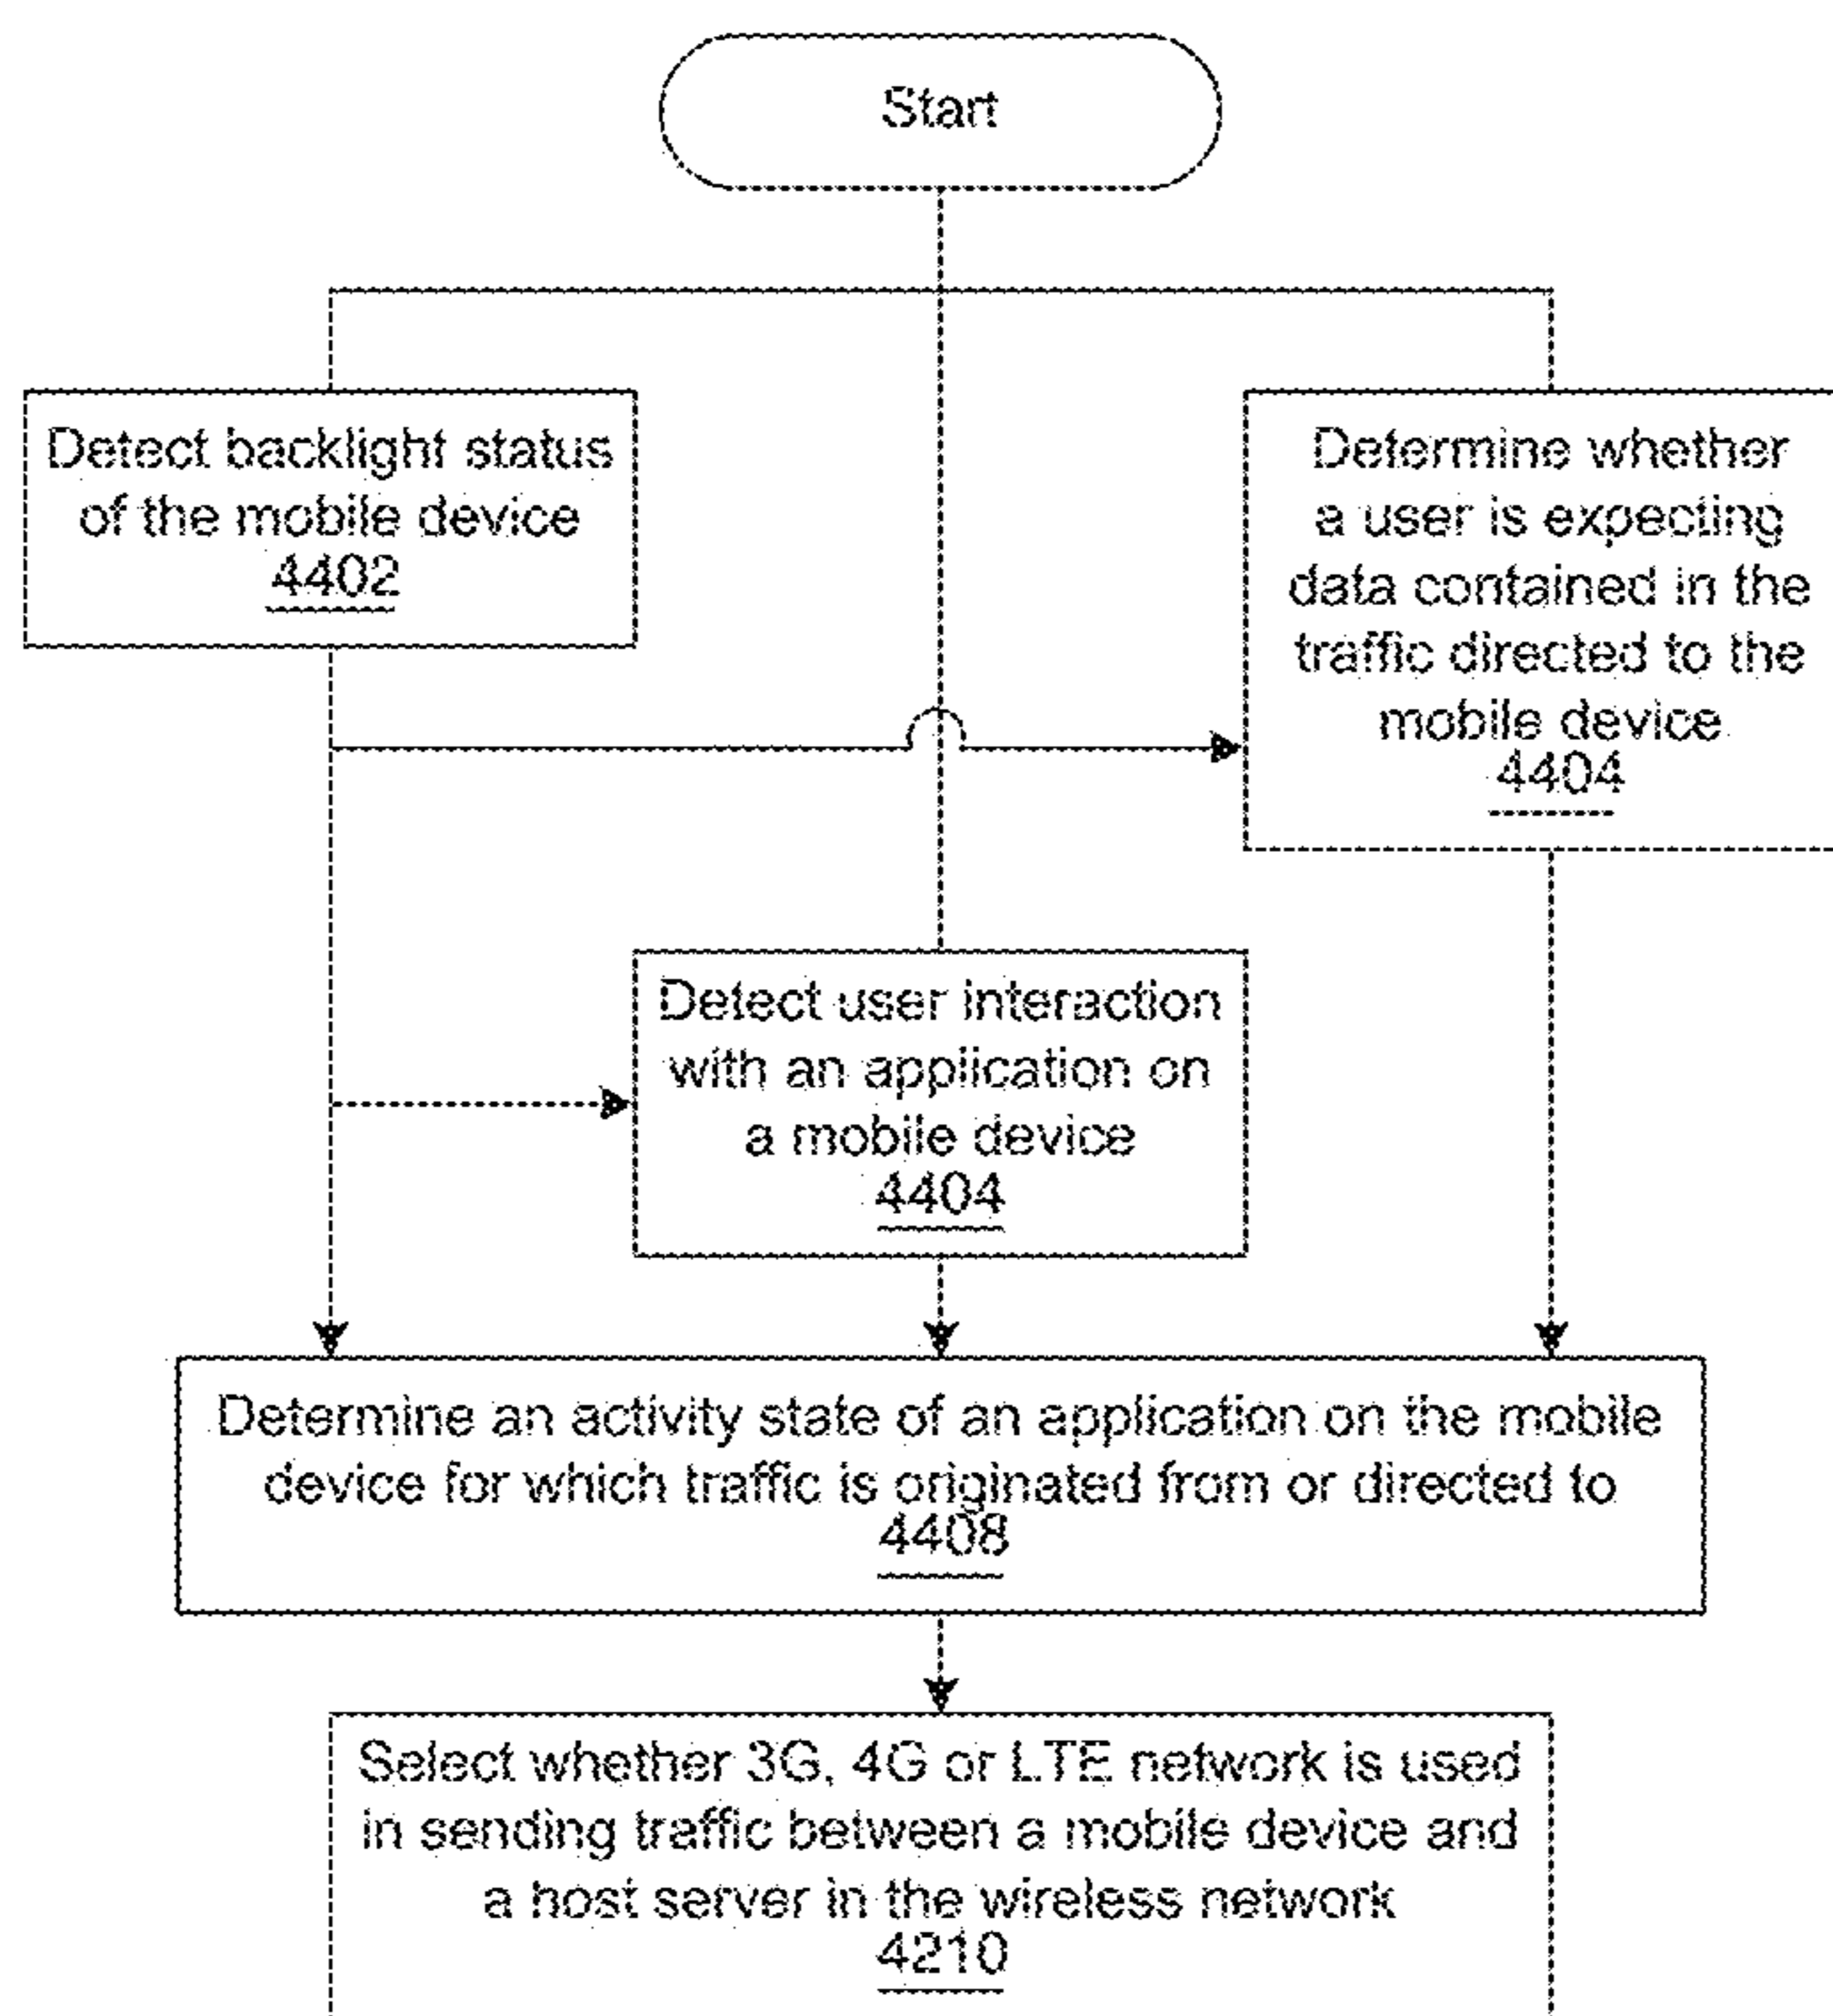 Start
Detect backlight status
of the mobile device
4402
Determine whether
a user is expecting
data contained in the
traffic directed to the
mobile device
4404
Detect user interaction
with an application on
a mobile device
4404
Determine an activity state of an application on the mobile
device for which traffic is originated from or directed to
4408
Select whether 3G, 4G or LTE network is used
in sending traffic between a mobile device and
a host server in the wireless network
4210